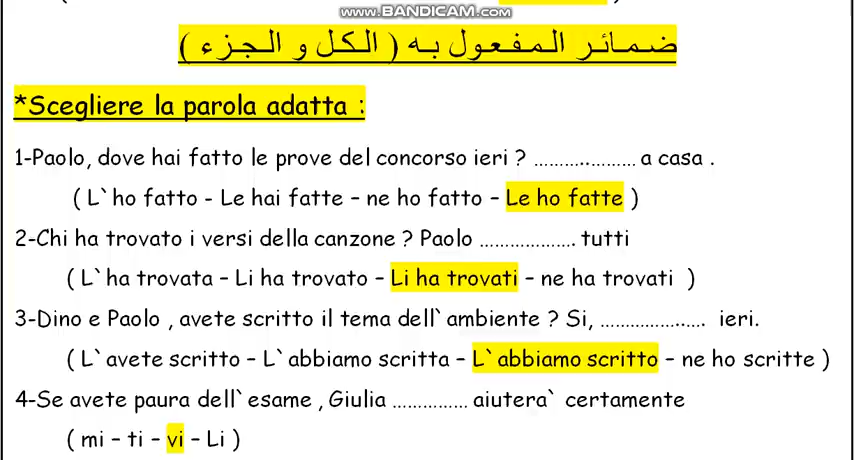 WWW.BANDICAM.COM
ضمائر المفعول به ( الكل و الجزء )
*Scegliere la parola adatta :
1-Paolo, dove hai fatto le prove del concorso ieri ? ………..……… a casa .
( L`ho fatto - Le hai fatte – ne ho fatto – Le ho fatte )
2-Chi ha trovato i versi della canzone ? Paolo ………………. tutti
( L`ha trovata – Li ha trovato – Li ha trovati – ne ha trovati )
3-Dino e Paolo , avete scritto il tema dell`ambiente ? Si, ……………..…. ieri.
( L`avete scritto – L`abbiamo scritta – L`abbiamo scritto – ne ho scritte )
4-Se avete paura dell`esame , Giulia …………… aiutera` certamente
( mi – ti – vi – Li )